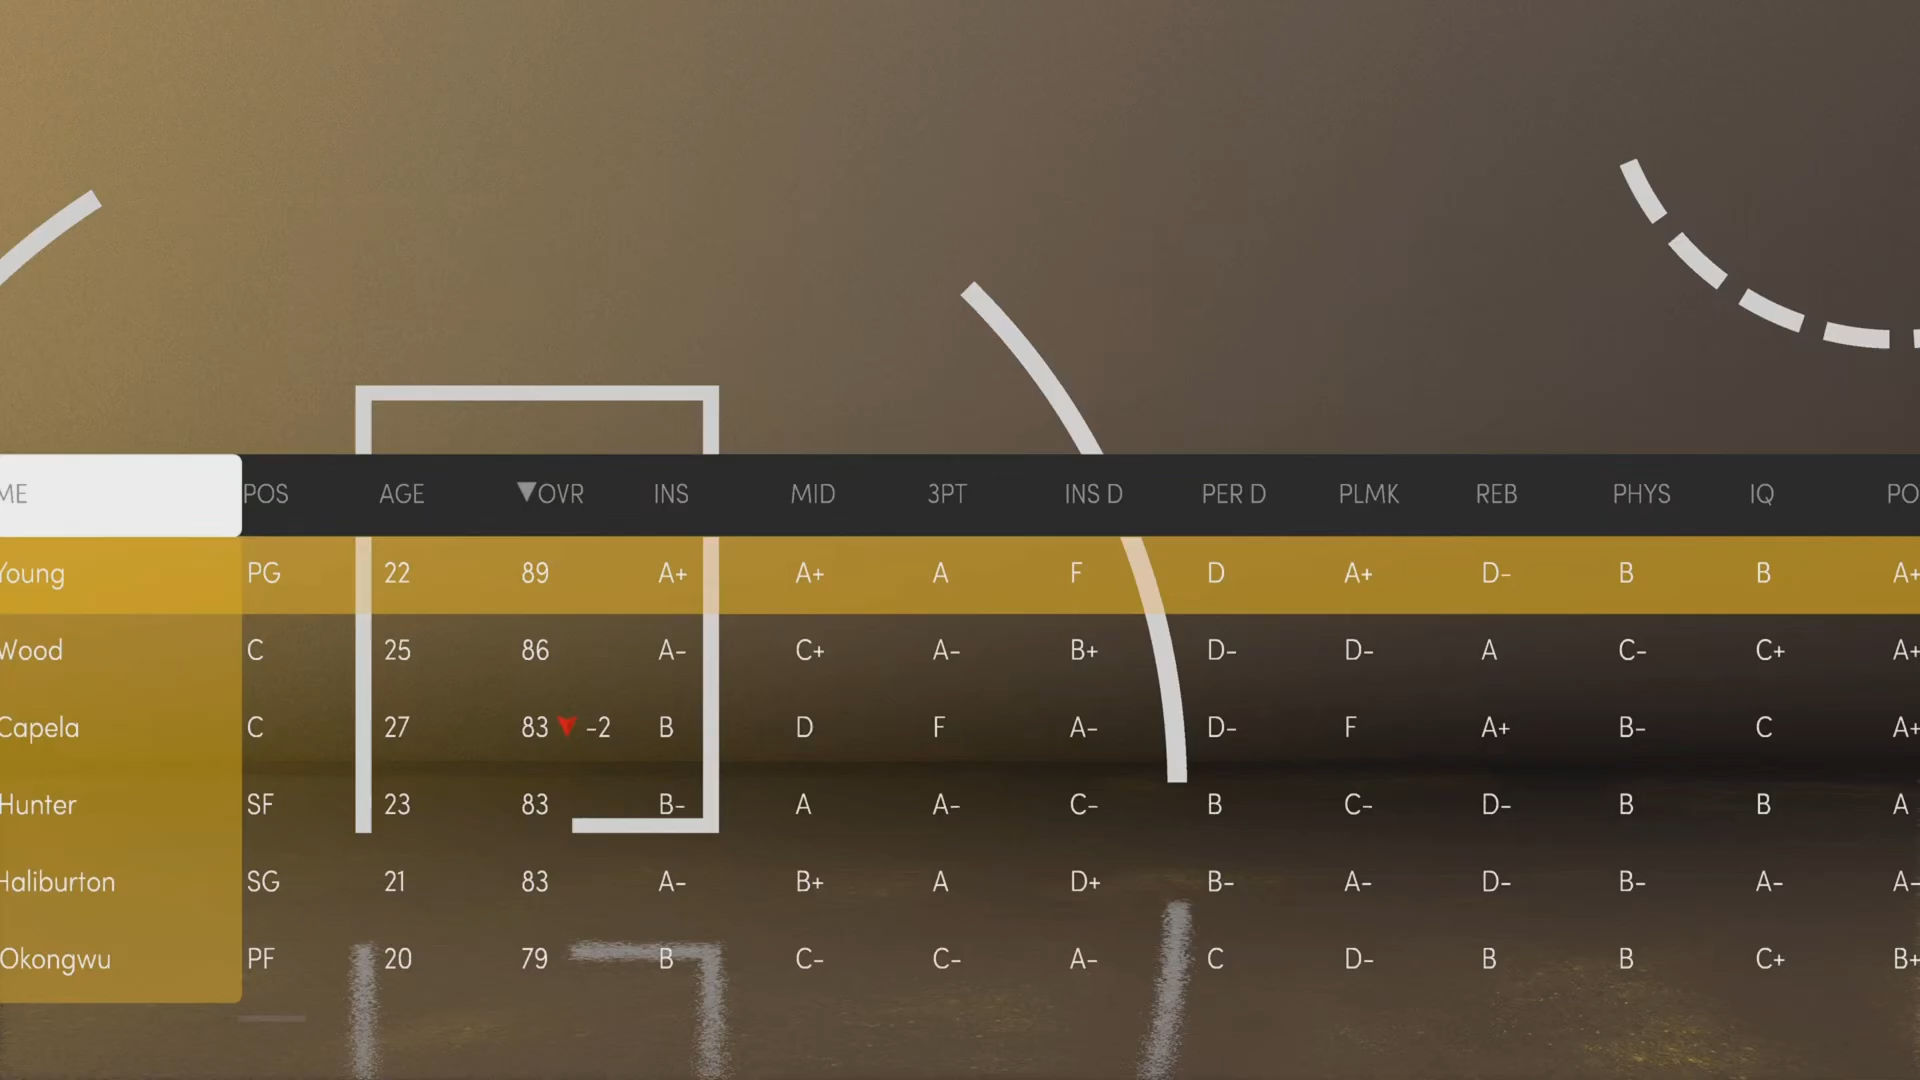 ME POS AGE ▼OVR INS MID 3PT INS D PER D PLMK REB PHYS IQ PO
Young PG 22 89 A+ A+ A F D A+ D- B B A+
Wood C 25 86 A- C+ A- B+ D- D- A C- C+ A+
Capela C 27 83 ▼ -2 B D F A- D- F A+ B- C A+
Hunter SF 23 83 B- A A- C- B C- D- B B A
Haliburton SG 21 83 A- B+ A D+ B- A- D- B- A- A-
Okongwu PF 20 79 B C- C- A- C D- B B C+ B+